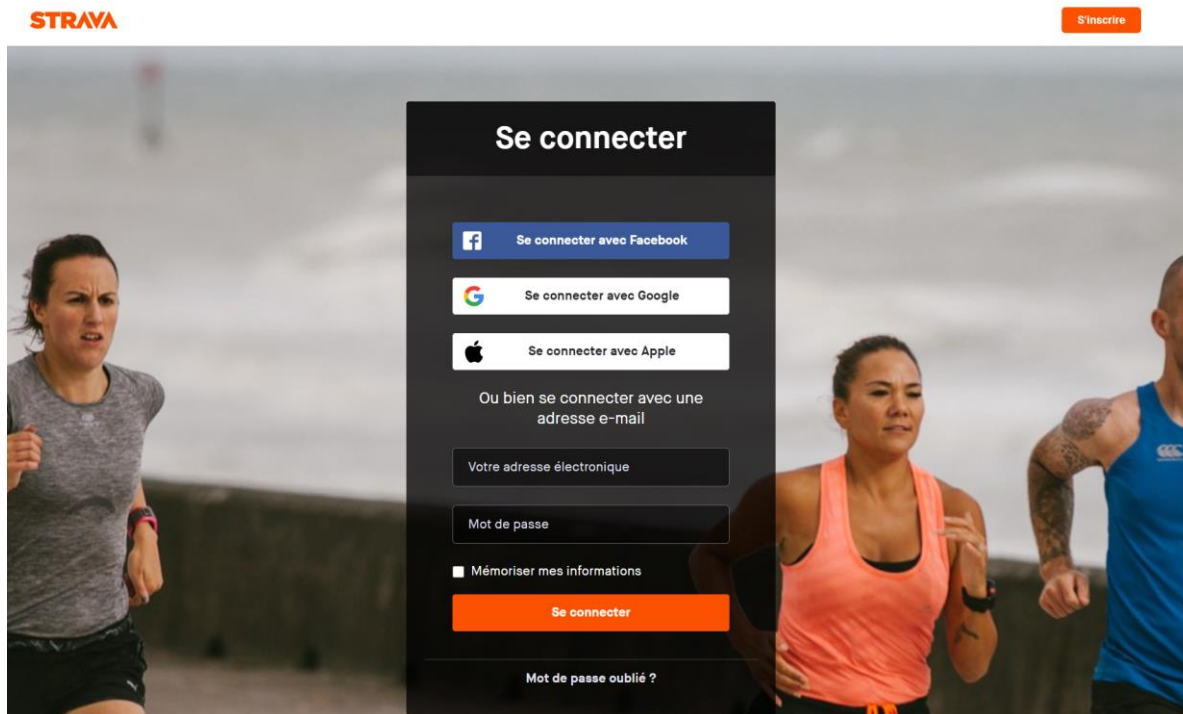 STRAVA
S'inscrire
Se connecter
Se connecter avec Facebook
Se connecter avec Google
Se connecter avec Apple
Ou bien se connecter avec une
adresse e-mail
Votre adresse électronique
Mot de passe
Mémoriser mes informations
Se connecter
Mot de passe oublié ?